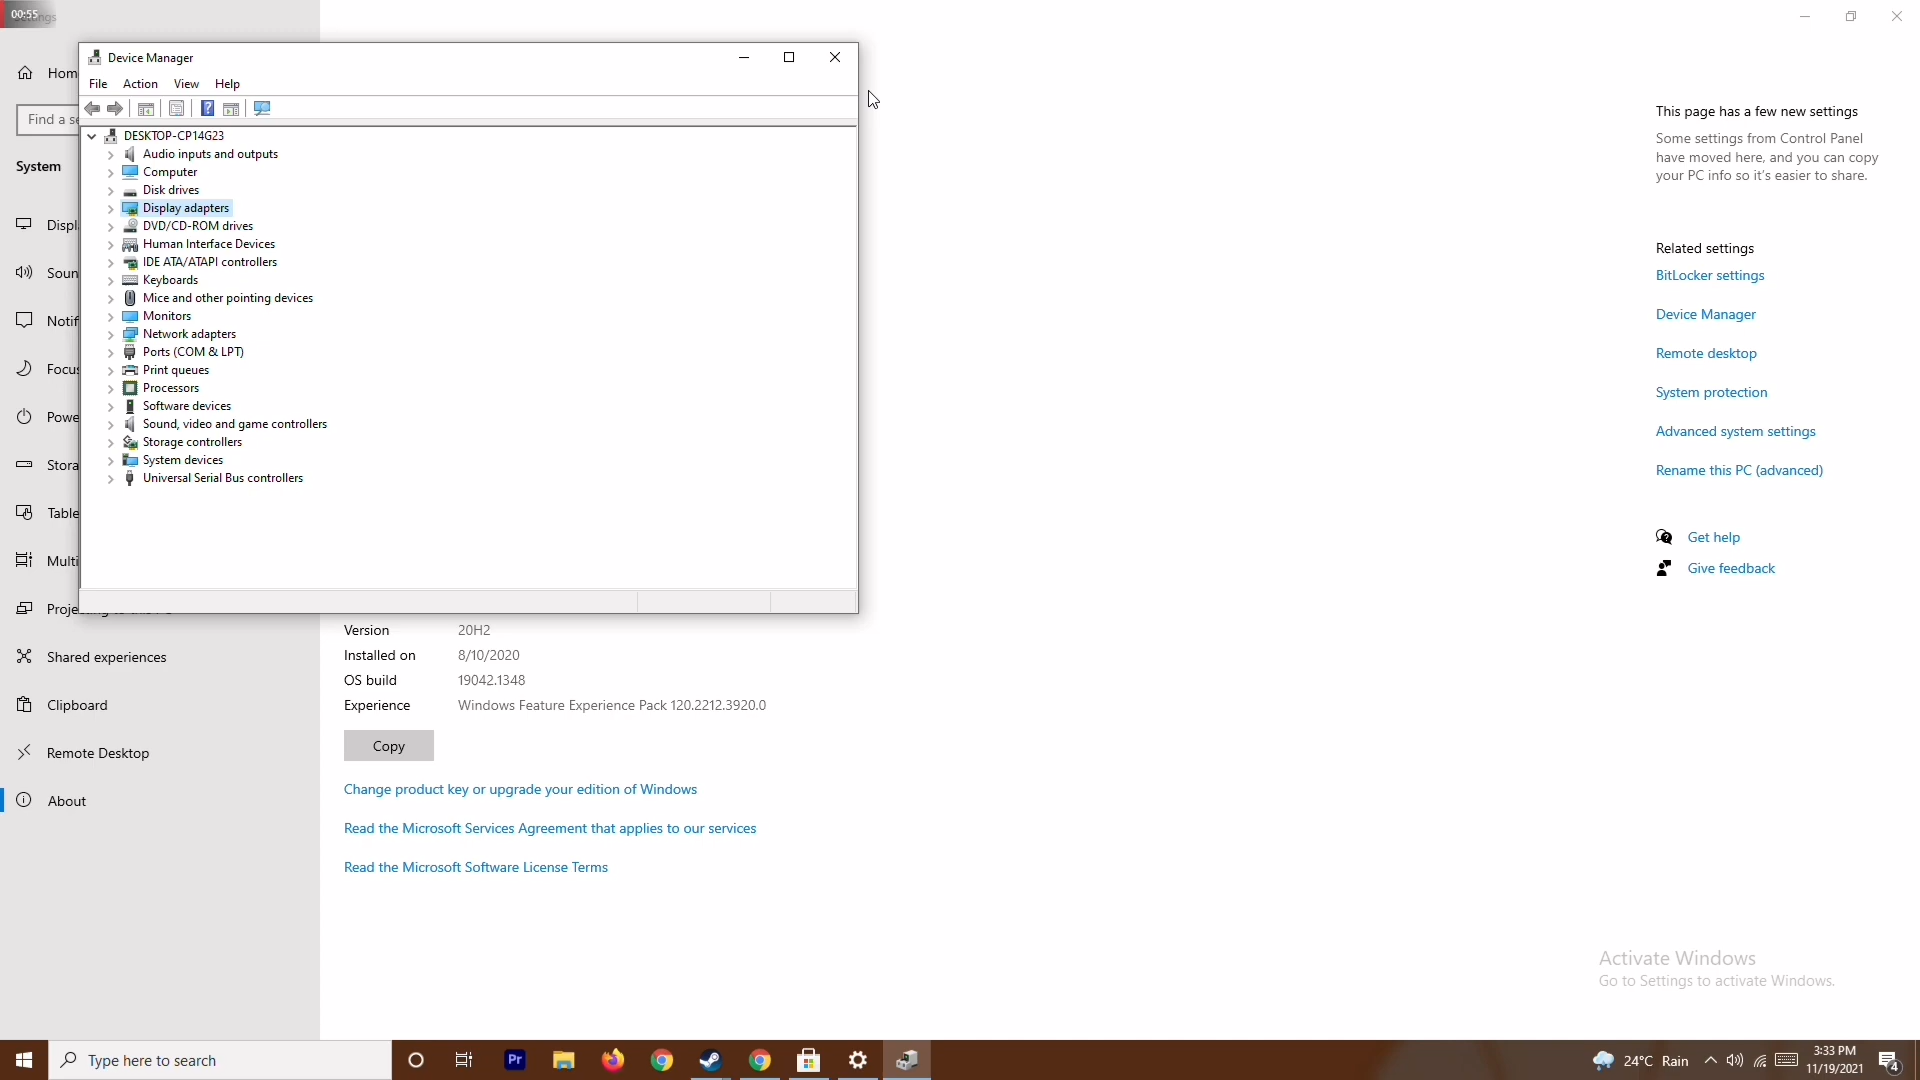 00:55
Settings
Hom
Find a se
System
Displ
Soun
Notif
Focus
Powe
Stora
Table
Multi
Proje
Shared experiences
Clipboard
Remote Desktop
About
Device Manager
File Action View Help
DESKTOP-CP14G23
Audio inputs and outputs
Computer
Disk drives
Display adapters
DVD/CD-ROM drives
Human Interface Devices
IDE ATA/ATAPI controllers
Keyboards
Mice and other pointing devices
Monitors
Network adapters
Ports (COM & LPT)
Print queues
Processors
Software devices
Sound, video and game controllers
Storage controllers
System devices
Universal Serial Bus controllers
Version 20H2
Installed on 8/10/2020
OS build 19042.1348
Experience Windows Feature Experience Pack 120.2212.3920.0
Copy
Change product key or upgrade your edition of Windows
Read the Microsoft Services Agreement that applies to our services
Read the Microsoft Software License Terms
This page has a few new settings
Some settings from Control Panel
have moved here, and you can copy
your PC info so it's easier to share.
Related settings
BitLocker settings
Device Manager
Remote desktop
System protection
Advanced system settings
Rename this PC (advanced)
Get help
Give feedback
Activate Windows
Go to Settings to activate Windows.
Type here to search
Pr
24°C Rain
3:33 PM
11/19/2021
4